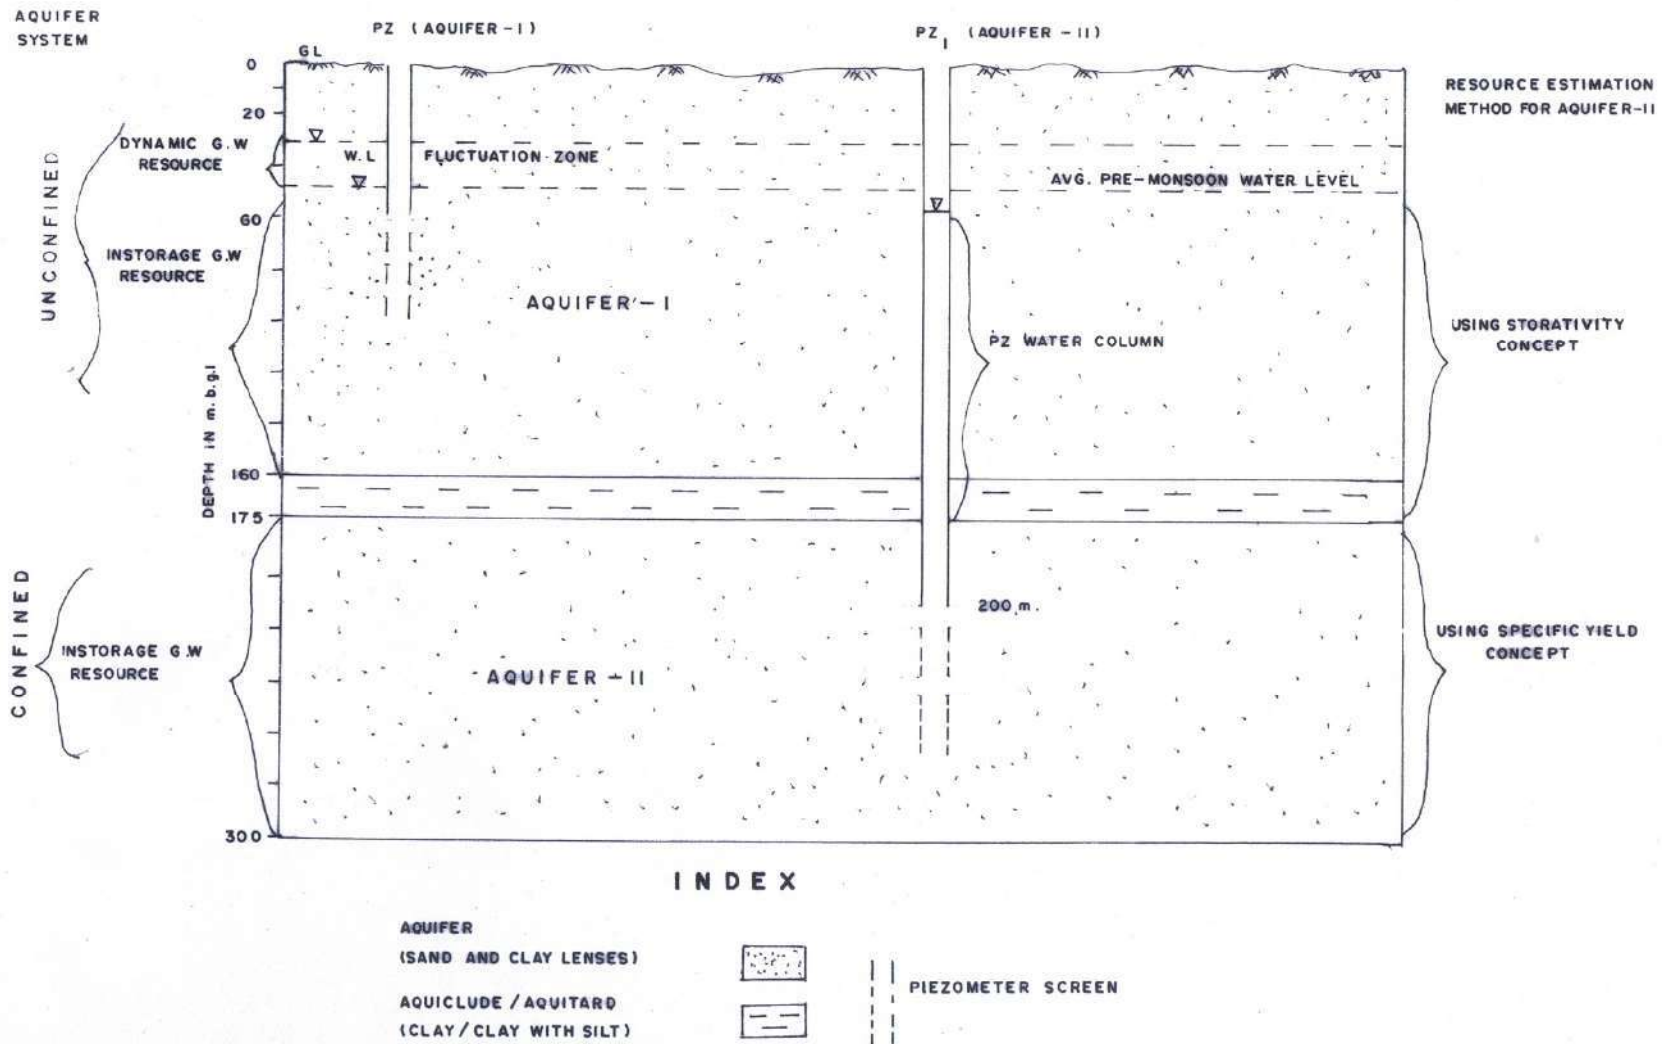 AQUIFER
SYSTEM
PZ (AQUIFER-I)
PZ1 (AQUIFER-II)
GL
0
20
60
160
175
300
DEPTH IN m.b.g.l
RESOURCE ESTIMATION
METHOD FOR AQUIFER-II
UNCONFINED
DYNAMIC G.W
RESOURCE
W.L
FLUCTUATION ZONE
AVG. PRE-MONSOON WATER LEVEL
INSTORAGE G.W
RESOURCE
AQUIFER-I
PZ WATER COLUMN
USING STORATIVITY
CONCEPT
CONFINED
INSTORAGE G.W
RESOURCE
AQUIFER-II
200 m.
USING SPECIFIC YIELD
CONCEPT
INDEX
AQUIFER
(SAND AND CLAY LENSES)
AQUICLUDE / AQUITARD
(CLAY/CLAY WITH SILT)
PIEZOMETER SCREEN